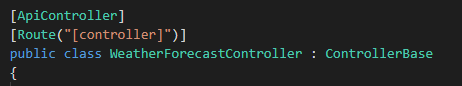 [ApiController]
[Route("[controller]")]
public class WeatherForecastController : ControllerBase
{